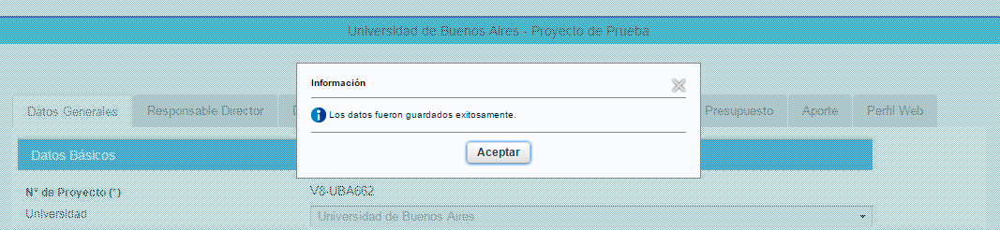 Universidad de Buenos Aires - Proyecto de Prueba
Información
Los datos fueron guardados exitosamente.
Aceptar
Datos Generales
Responsable Director
Presupuesto
Aporte
Perfil Web
Datos Básicos
N° de Proyecto (*)
V8-UBA662
Universidad
Universidad de Buenos Aires